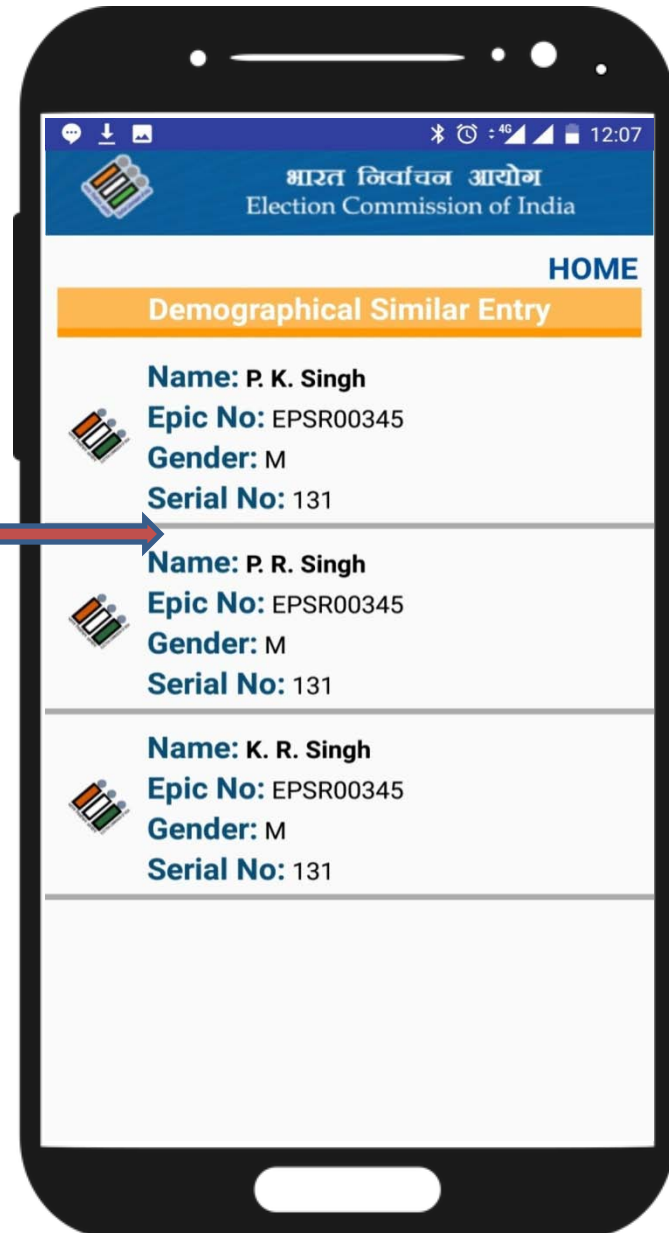 4G 12:07
भारत निर्वाचन आयोग
Election Commission of India
HOME
Demographical Similar Entry
Name: P. K. Singh
Epic No: EPSR00345
Gender: M
Serial No: 131
Name: P. R. Singh
Epic No: EPSR00345
Gender: M
Serial No: 131
Name: K. R. Singh
Epic No: EPSR00345
Gender: M
Serial No: 131